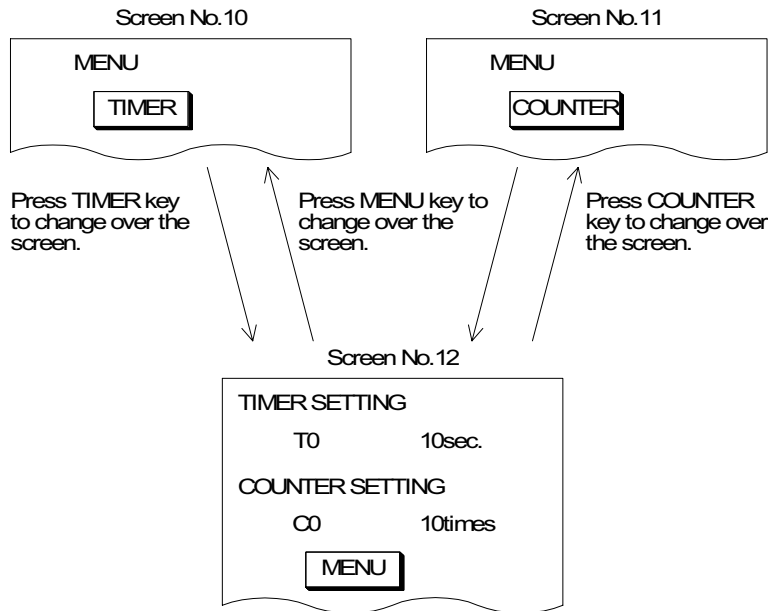 Screen No.10
MENU
TIMER
Screen No.11
MENU
COUNTER
Press TIMER key
to change over the
screen.
Press MENU key to
change over the
screen.
Press COUNTER
key to change over
the screen.
Screen No.12
TIMER SETTING
T0 10sec.
COUNTER SETTING
C0 10times
MENU